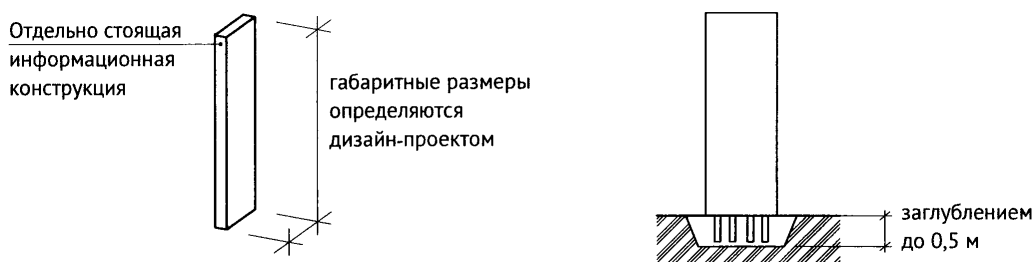 Отдельно стоящая
информационная
конструкция
габаритные размеры
определяются
дизайн-проектом
заглублением
до 0,5 м